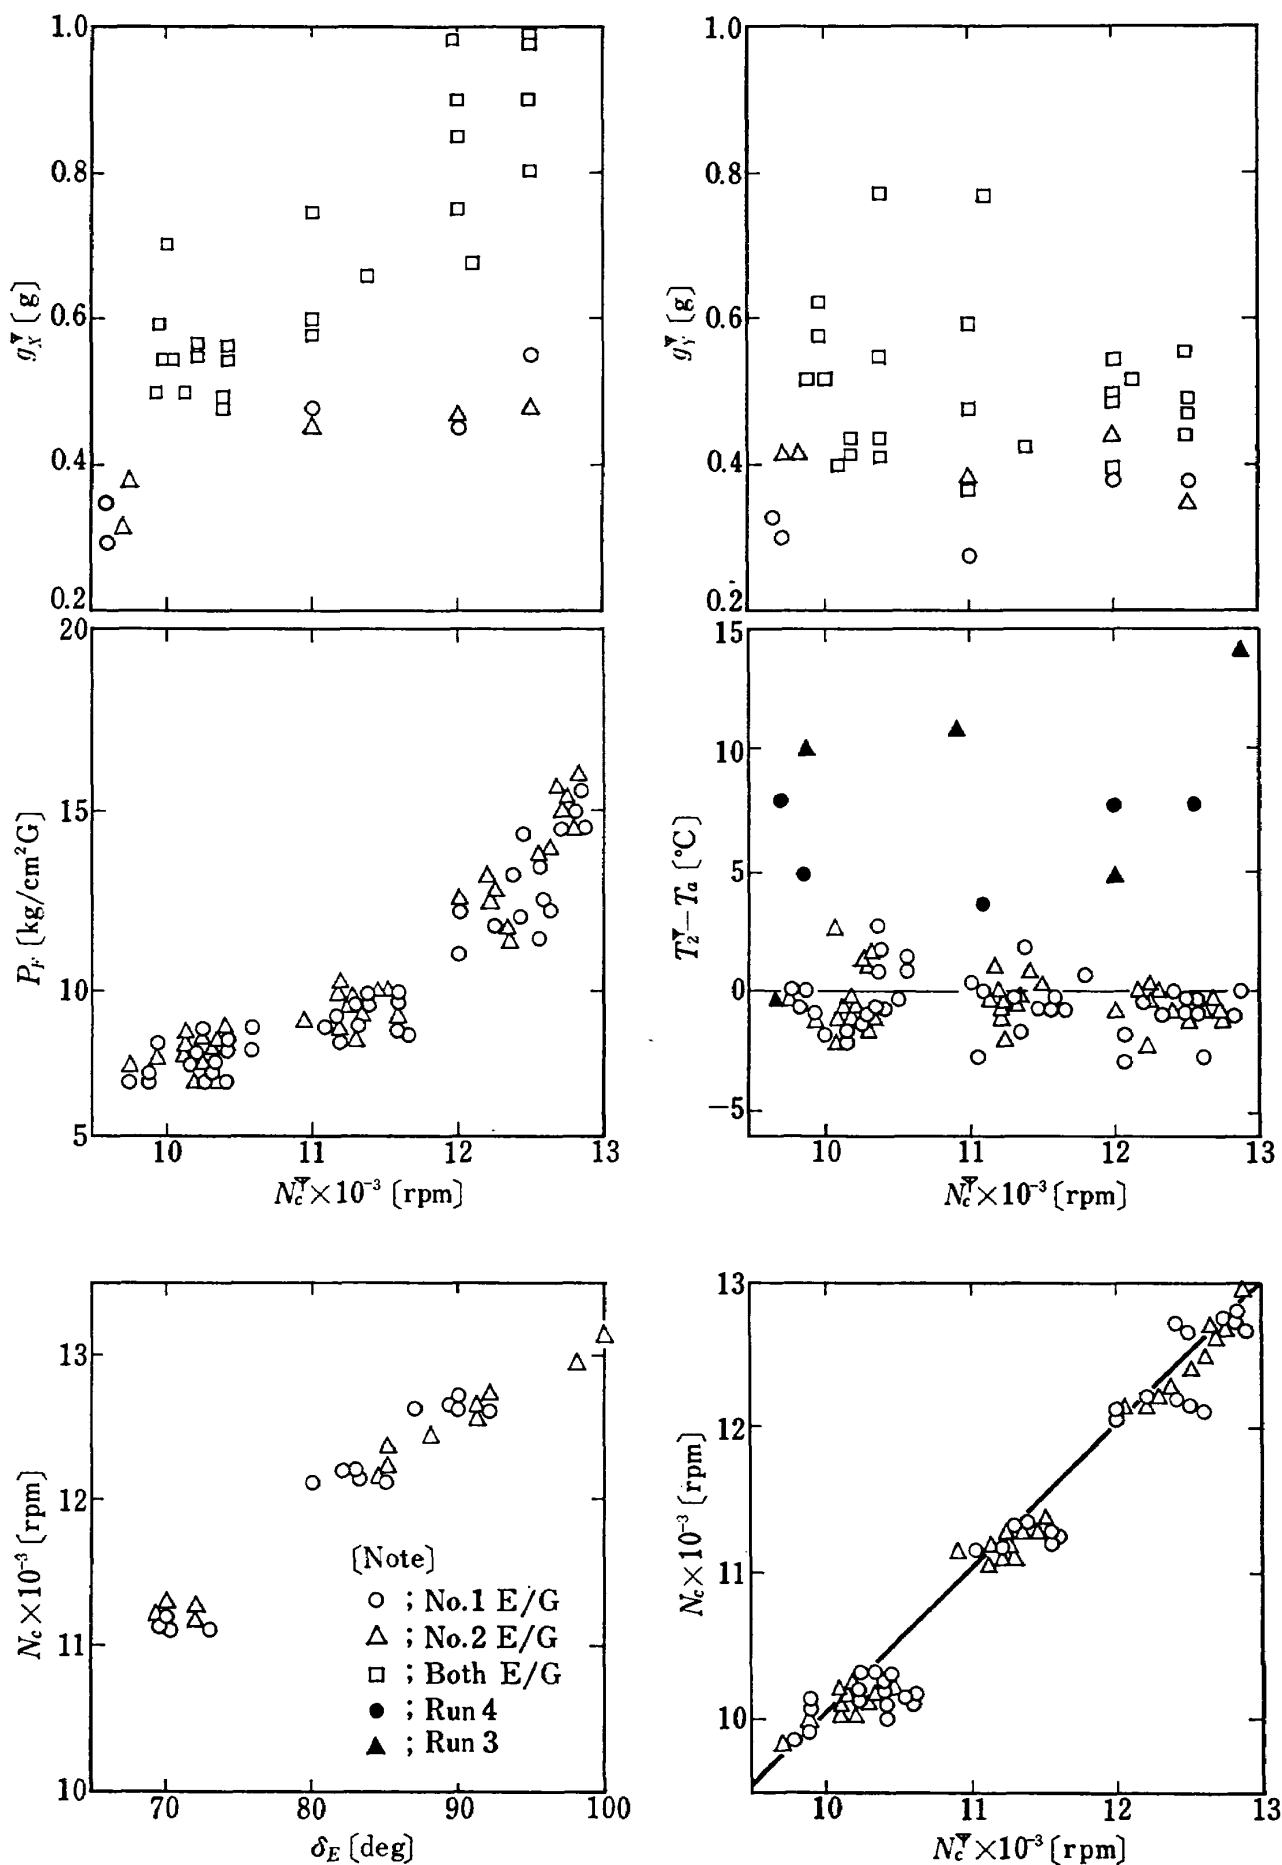 1.0
0.8
0.6
0.4
0.2
g_X^▼ [g]
1.0
0.8
0.6
0.4
0.2
g_Y^▼ [g]
20
15
10
5
P_F [kg/cm²G]
10 11 12 13
N_c^▼×10⁻³ [rpm]
15
10
5
0
−5
T_2^▼−T_a [°C]
10 11 12 13
N_c^▼×10⁻³ [rpm]
13
12
11
10
N_c×10⁻³ [rpm]
[Note]
○ ; No.1 E/G
△ ; No.2 E/G
□ ; Both E/G
● ; Run 4
▲ ; Run 3
70 80 90 100
δ_E [deg]
13
12
11
10
N_c×10⁻³ [rpm]
10 11 12 13
N_c^▼×10⁻³ [rpm]